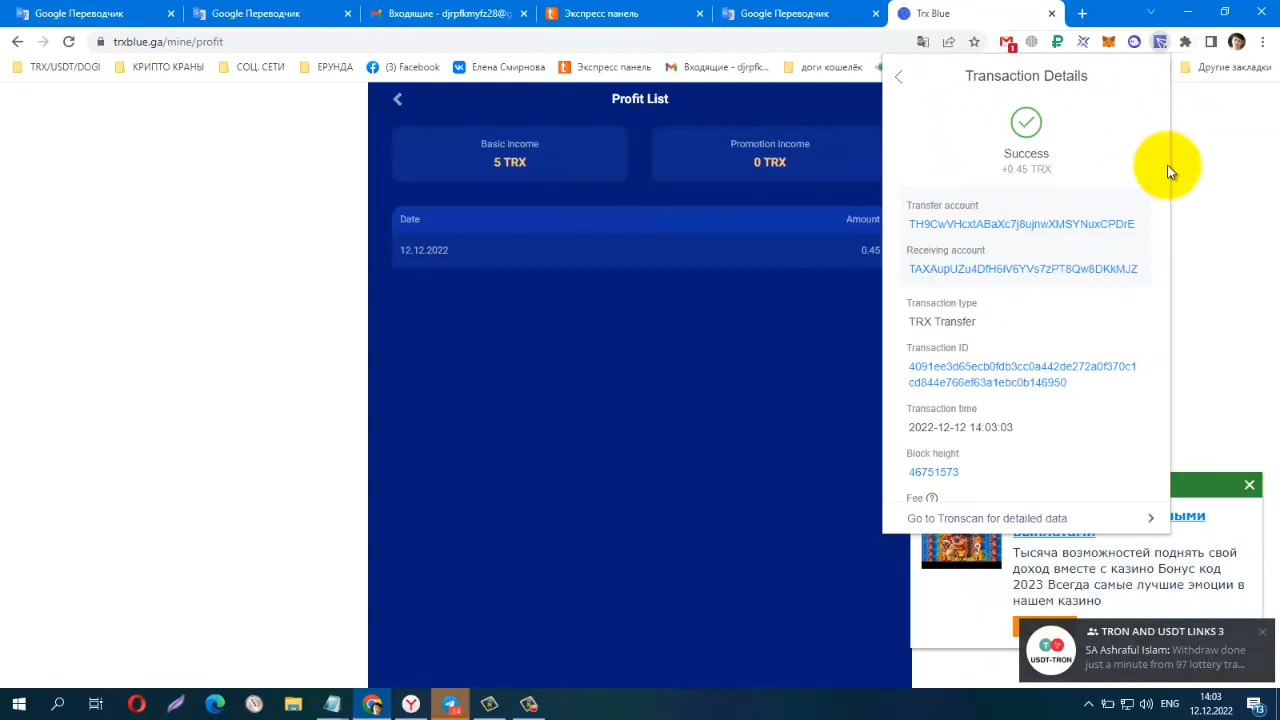 Google Переводчик
Google Переводчик
Входящие - djrpfkmyfz28@g
Экспресс панель
Google Переводчик
Trx Blue
trxblue.ga/mine/profit
TRX/USDT/DOGI
КРИПТО КРАНЫ
СОЦ. СЕТИ
ЕРУНДА
(3) Facebook
Елена Смирнова
Экспресс панель
Входящие - djrpfk...
доги кошелёк
Другие закладки
Profit List
Basic Income
5 TRX
Promotion income
0 TRX
Date
Amount
12.12.2022
0.45
Transaction Details
Success
+0.45 TRX
Transfer account
TH9CwVHcxtABaXc7j8ujnwXMSYNuxCPDrE
Receiving account
TAXAupUZu4DfH6iV6YVs7zPT8Qw8DKkMJZ
Transaction type
TRX Transfer
Transaction ID
4091ee3d65ecb0fdb3cc0a442de272a0f370c1
cd844e766ef63a1ebc0b146950
Transaction time
2022-12-12 14:03:03
Block height
46751573
Fee
Go to Tronscan for detailed data
ными
Тысяча возможностей поднять свой
доход вместе с казино Бонус код
2023 Всегда самые лучшие эмоции в
нашем казино
USDT-TRON
TRON AND USDT LINKS 3
SA Ashraful Islam: Withdraw done
just a minute from 97 lottery tra...
14
ENG
14:03
12.12.2022
13